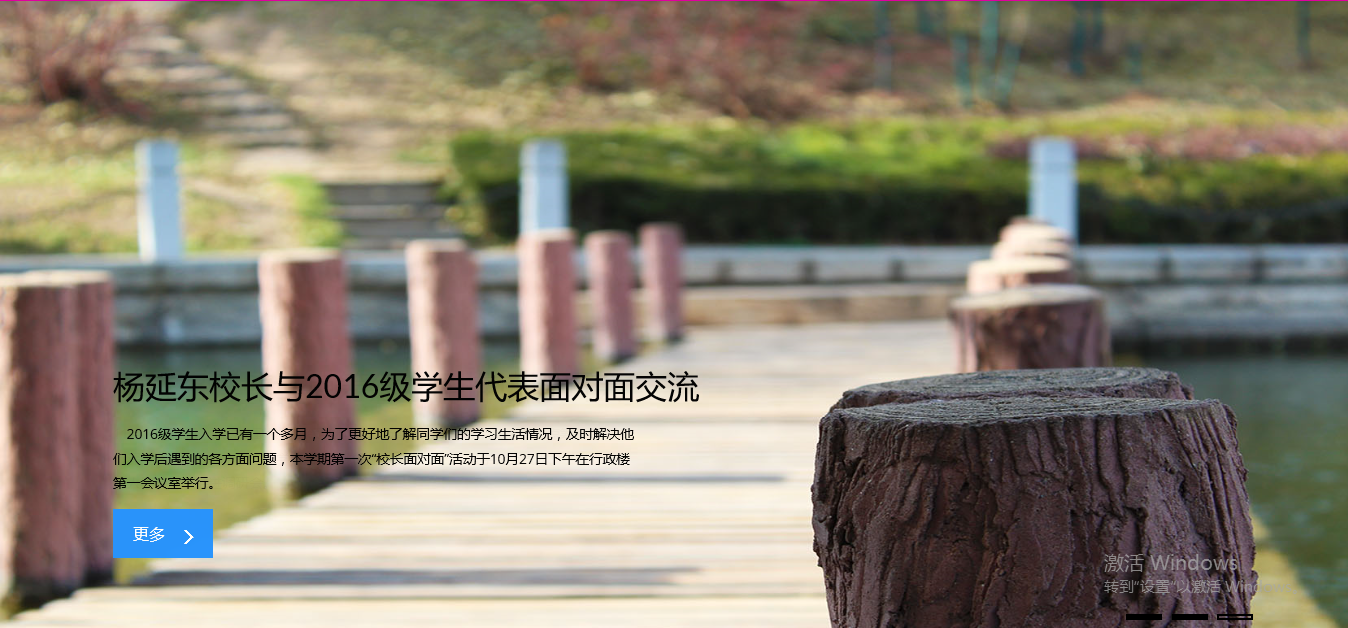 杨延东校长与2016级学生代表面对面交流
2016级学生入学已有一个多月，为了更好地了解同学们的学习生活情况，及时解决他
们入学后遇到的各方面问题，本学期第一次“校长面对面”活动于10月27日下午在行政楼
第一会议室举行。
更多
激活 Windows
转到“设置”以激活 Windows